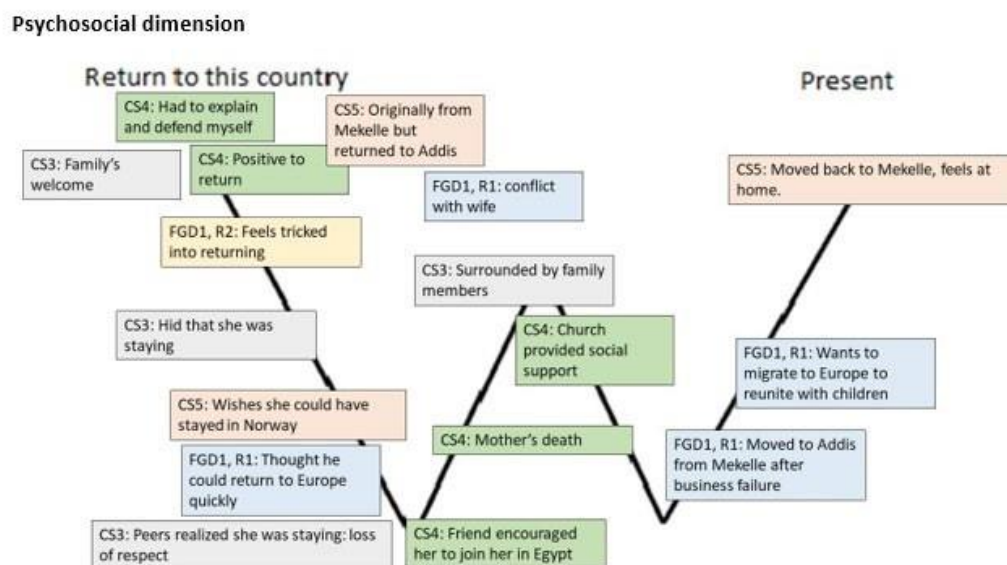 Psychosocial dimension
Return to this country
Present
CS4: Had to explain
and defend myself
CS5: Originally from
Mekelle but
returned to Addis
CS3: Family's
welcome
CS4: Positive to
return
FGD1, R1: conflict
with wife
CS5: Moved back to Mekelle, feels at
home.
FGD1, R2: Feels tricked
into returning
CS3: Surrounded by family
members
CS3: Hid that she was
staying
CS4: Church
provided social
support
FGD1, R1: Wants to
migrate to Europe to
reunite with children
CS5: Wishes she could have
stayed in Norway
CS4: Mother's death
FGD1, R1: Moved to Addis
from Mekelle after
business failure
FGD1, R1: Thought he
could return to Europe
quickly
CS3: Peers realized she was staying: loss
of respect
CS4: Friend encouraged
her to join her in Egypt